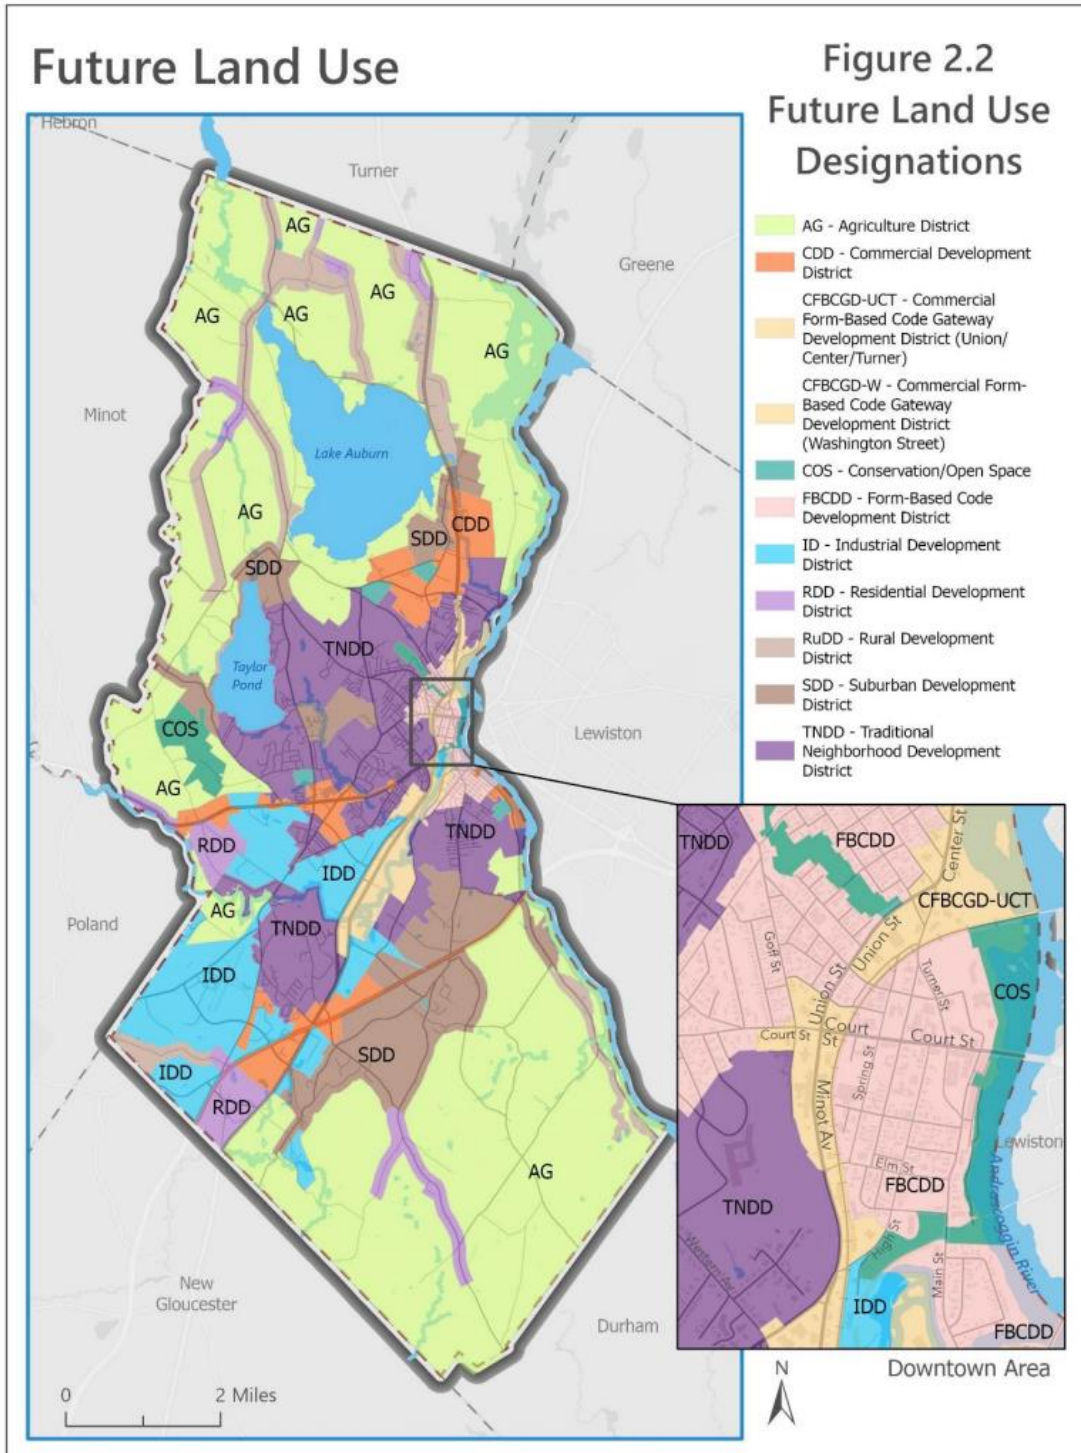 Future Land Use
Figure 2.2
Future Land Use
Designations
AG - Agriculture District
CDD - Commercial Development
District
CFBCGD-UCT - Commercial
Form-Based Code Gateway
Development District (Union/
Center/Turner)
CFBCGD-W - Commercial Form-
Based Code Gateway
Development District
(Washington Street)
COS - Conservation/Open Space
FBCDD - Form-Based Code
Development District
ID - Industrial Development
District
RDD - Residential Development
District
RuDD - Rural Development
District
SDD - Suburban Development
District
TNDD - Traditional
Neighborhood Development
District
Hebron
Turner
Greene
Minot
Lewiston
Poland
New
Gloucester
Durham
AG
AG
AG
AG
AG
Lake Auburn
AG
CDD
SDD
SDD
TNDD
Taylor
Pond
COS
AG
RDD
TNDD
IDD
AG
TNDD
IDD
SDD
IDD
RDD
AG
0
2 Miles
TNDD
FBCDD
Center St
CFBCGD-UCT
Goff St
Union St
Union St
Turner St
COS
Court St
Court
St
Court St
Spring St
Minot Av
Lewiston
Elm St
FBCDD
TNDD
Androscoggin River
High St
Western Av
Main St
IDD
FBCDD
N
Downtown Area